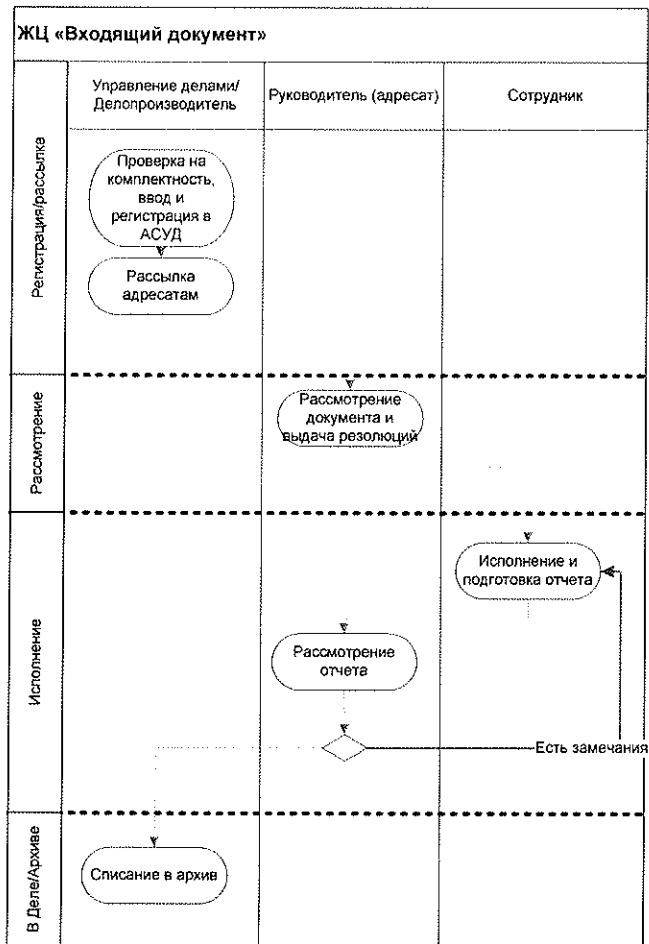 ЖЦ «Входящий документ»
Управление делами/
Делопроизводитель
Руководитель (адресат)
Сотрудник
Регистрация/рассылка
Проверка на
комплектность,
ввод и
регистрация в
АСУД
Рассылка
адресатам
Рассмотрение
Рассмотрение
документа и
выдача резолюций
Исполнение
Исполнение и
подготовка отчета
Рассмотрение
отчета
Есть замечания
В Деле/Архиве
Списание в архив